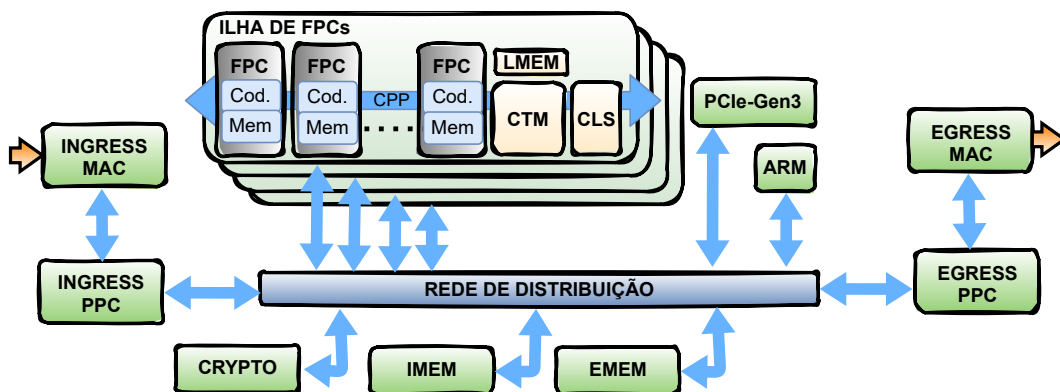 ILHA DE FPCs
FPC
FPC
FPC
LMEM
Cod.
Cod.
CPP
Cod.
Mem
Mem
Mem
CTM
CLS
PCIe-Gen3
INGRESS
MAC
EGRESS
MAC
ARM
INGRESS
PPC
REDE DE DISTRIBUIÇÃO
EGRESS
PPC
CRYPTO
IMEM
EMEM